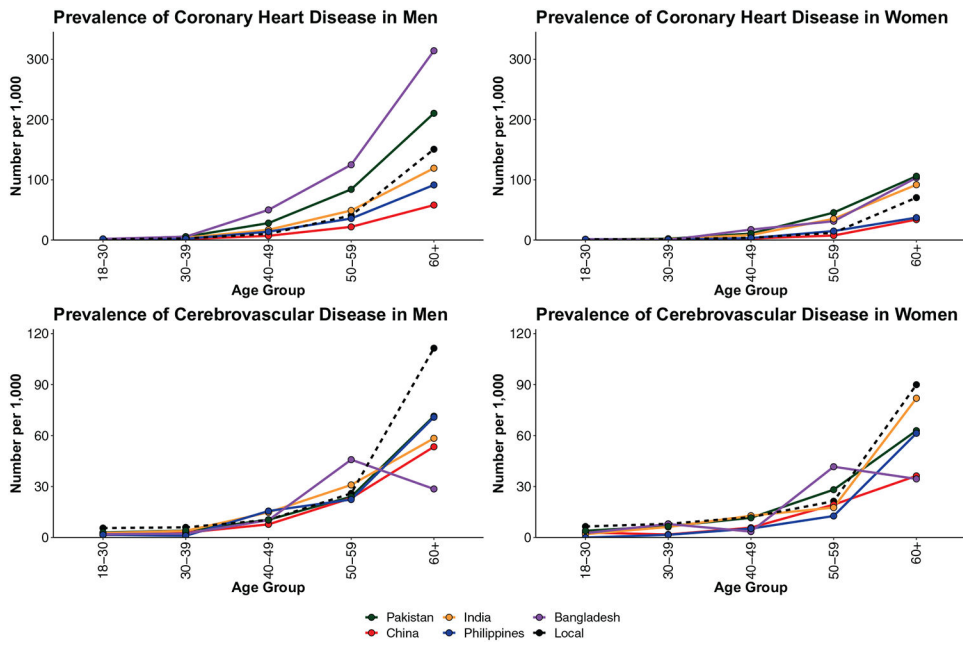 Prevalence of Coronary Heart Disease in Men
Number per 1,000
300
200
100
0
18–30
30–39
40–49
50–59
60+
Age Group
Prevalence of Coronary Heart Disease in Women
Number per 1,000
300
200
100
0
18–30
30–39
40–49
50–59
60+
Age Group
Prevalence of Cerebrovascular Disease in Men
Number per 1,000
120
90
60
30
0
18–30
30–39
40–49
50–59
60+
Age Group
Prevalence of Cerebrovascular Disease in Women
Number per 1,000
120
90
60
30
0
18–30
30–39
40–49
50–59
60+
Age Group
Pakistan India Bangladesh
China Philippines Local